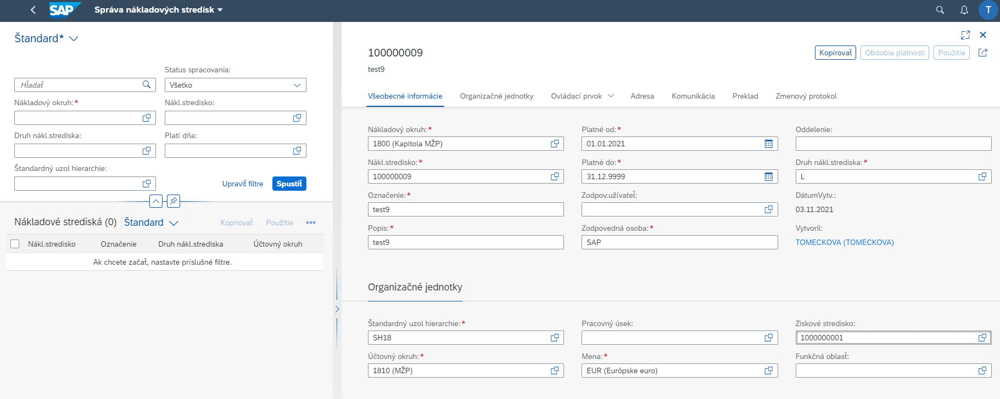 SAP Správa nákladových stredísk
T
Štandard*
Status spracovania:
Hľadať
Všetko
Nákladový okruh:*
Nákl.stredisko:
Druh nákl.strediska:
Platí dňa:
Štandardný uzol hierarchie:
Upraviť filtre
Spustiť
Nákladové strediská (0)
Štandard
Kopírovať
Použitie
Nákl.stredisko
Označenie
Druh nákl.strediska
Účtovný okruh
Ak chcete začať, nastavte príslušné filtre.
100000009
test9
Kopírovať
Obdobia platnosti
Použitie
Všeobecné informácie
Organizačné jednotky
Ovládací prvok
Adresa
Komunikácia
Preklad
Zmenový protokol
Nákladový okruh:*
1800 (Kapitola MŽP)
Platné od:*
01.01.2021
Oddelenie:
Nákl.stredisko:*
100000009
Platné do:*
31.12.9999
Druh nákl.strediska:*
L
Označenie:*
test9
Zodpov.užívateľ:
DátumVytv.:
03.11.2021
Popis:*
test9
Zodpovedná osoba:*
SAP
Vytvoril:
TOMECKOVA (TOMECKOVA)
Organizačné jednotky
Štandardný uzol hierarchie:*
SH18
Pracovný úsek:
Ziskové stredisko:
1000000001
Účtovný okruh:*
1810 (MŽP)
Mena:*
EUR (Európske euro)
Funkčná oblasť: